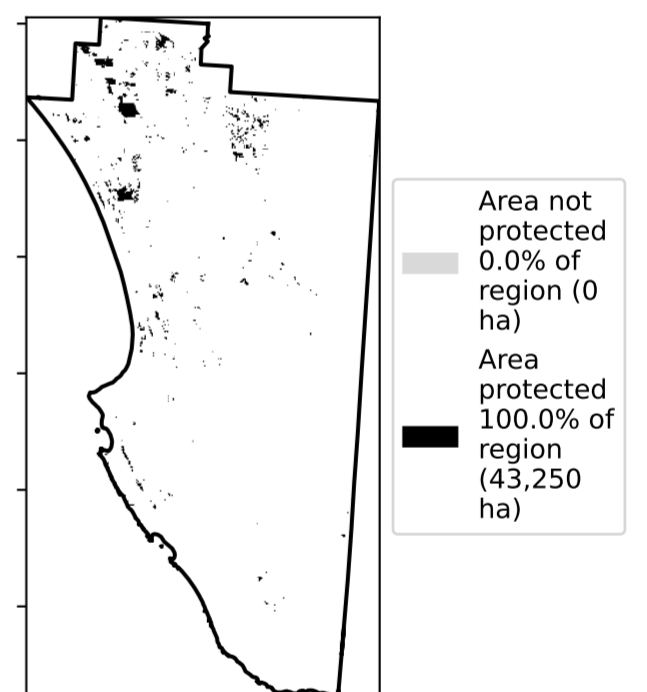 Area not
protected
0.0% of
region (0
ha)
Area
protected
100.0% of
region
(43,250
ha)